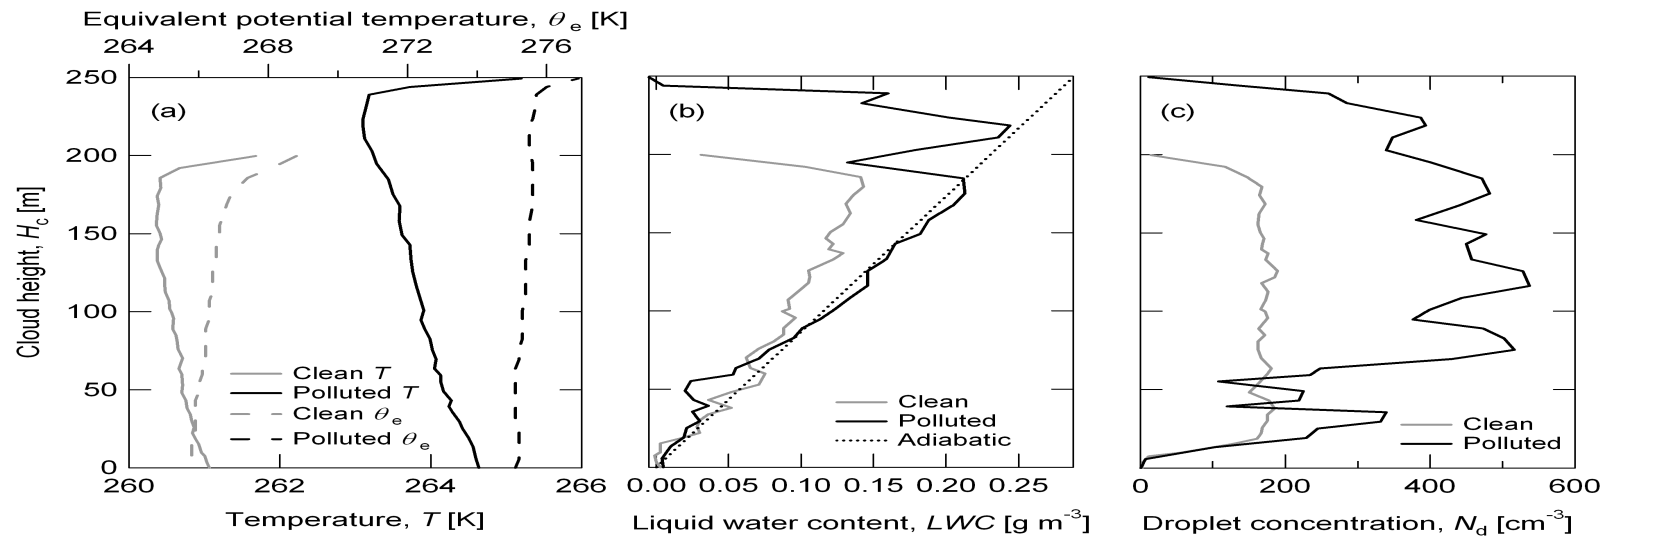 Equivalent potential temperature, θe [K]
264 268 272 276
250
200
150
100
50
0
Cloud height, Hc [m]
(a)
Clean T
Polluted T
Clean θe
Polluted θe
260 262 264 266
Temperature, T [K]
(b)
Clean
Polluted
Adiabatic
0.00 0.05 0.10 0.15 0.20 0.25
Liquid water content, LWC [g m-3]
(c)
Clean
Polluted
0 200 400 600
Droplet concentration, Nd [cm-3]